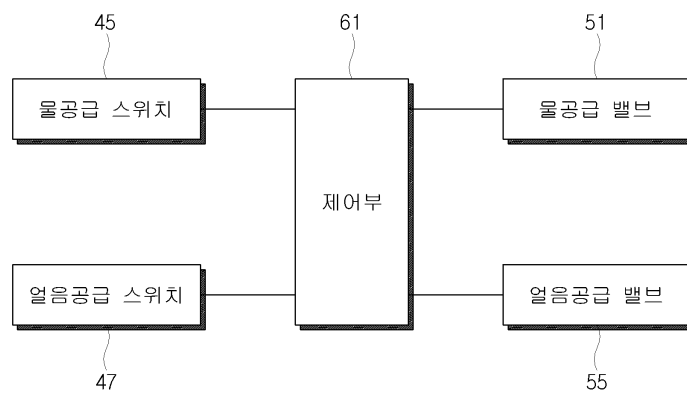 45
61
51
물공급 스위치
물공급 밸브
제어부
얼음공급 스위치
얼음공급 밸브
47
55